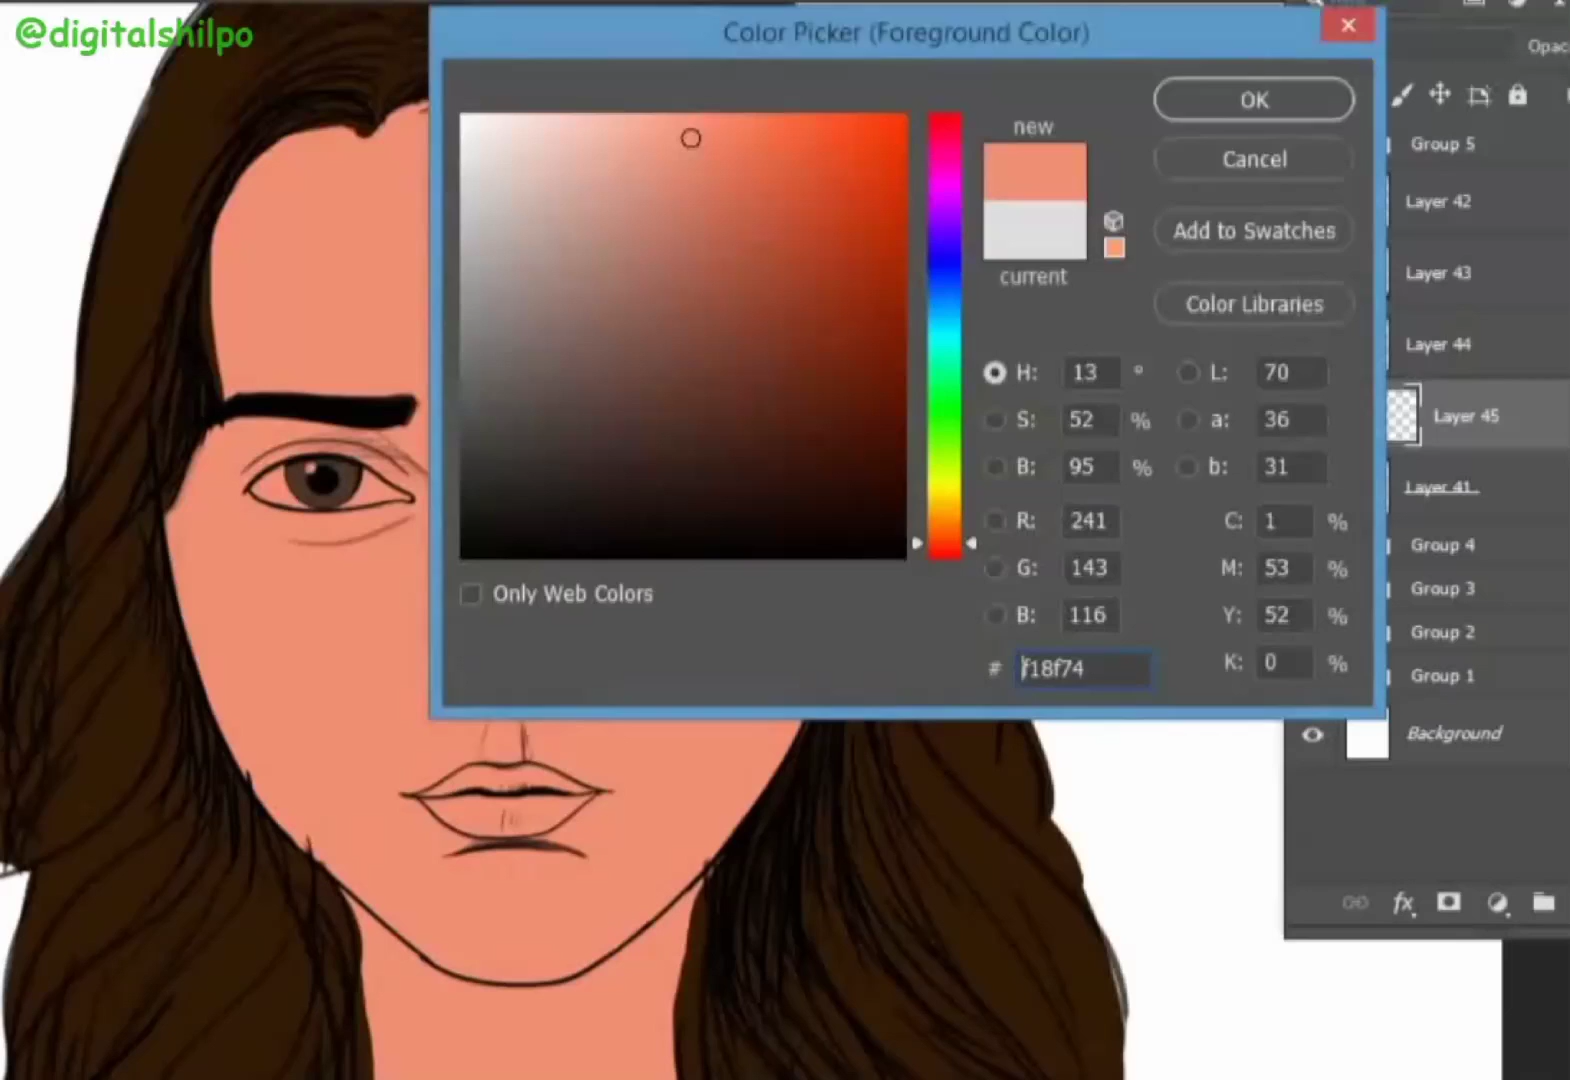 @digitalshilpo
Color Picker (Foreground Color)
new
current
OK
Cancel
Add to Swatches
Color Libraries
H: 13 °
S: 52 %
B: 95 %
R: 241
G: 143
B: 116
# f18f74
L: 70
a: 36
b: 31
C: 1 %
M: 53 %
Y: 52 %
K: 0 %
Only Web Colors
Group 5
Layer 42
Layer 43
Layer 44
Layer 45
Layer 41
Group 4
Group 3
Group 2
Group 1
Background
fx